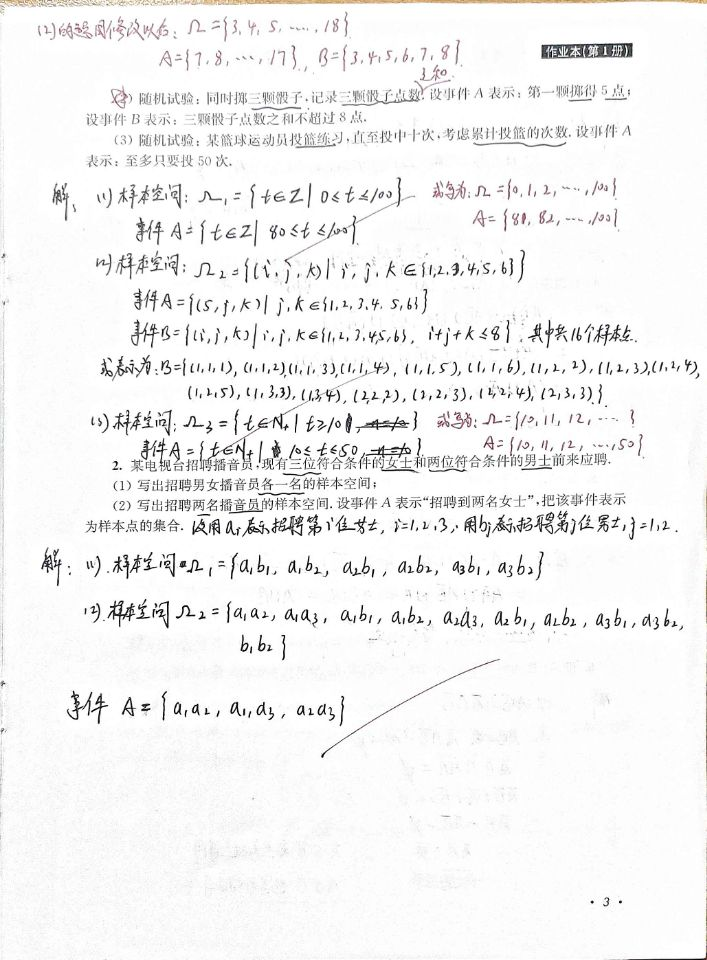 (2)的题目修改以后: Ω={3,4,5,…,18}
A={7,8,…,17}, B={3,4,5,6,7,8}
作业本(第1册)
之和
(2) 随机试验: 同时掷三颗骰子,记录三颗骰子点数. 设事件 A 表示: 第一颗掷得 5 点;
设事件 B 表示: 三颗骰子点数之和不超过 8 点.
(3) 随机试验: 某篮球运动员投篮练习,直至投中十次,考虑累计投篮的次数. 设事件 A
表示: 至多只要投 50 次.
解: (1) 样本空间: Ω₁={t∈Z| 0≤t≤100} 或写为: Ω={0,1,2,…,100}
事件A={t∈Z| 80≤t≤100} A={80,82,…,100}
(2) 样本空间: Ω₂={(i,j,k)| i,j,k∈{1,2,3,4,5,6}}
事件A={(5,j,k)| j,k∈{1,2,3,4,5,6}}
事件B={(i,j,k)| i,j,k∈{1,2,3,4,5,6}, i+j+k≤8}, 其中共16个样本点.
或表示为: B={(1,1,1),(1,1,2),(1,1,3),(1,1,4),(1,1,5),(1,1,6),(1,2,2),(1,2,3),(1,2,4),
(1,2,5),(1,3,3),(1,3,4),(2,2,2),(2,2,3),(2,2,4),(2,3,3)}
(3) 样本空间: Ω₃={t∈N₊| t≥10} 或写为: Ω={10,11,12,…}
事件A={t∈N₊| 10≤t≤50} A={10,11,12,…,50}
2. 某电视台招聘播音员,现有三位符合条件的女士和两位符合条件的男士前来应聘.
(1) 写出招聘男女播音员各一名的样本空间;
(2) 写出招聘两名播音员的样本空间. 设事件 A 表示“招聘到两名女士”,把该事件表示
为样本点的集合. 设用aᵢ表示招聘第i位女士, i=1,2,3, 用bⱼ表示招聘第j位男士, j=1,2.
解: (1) 样本空间Ω₁={a₁b₁, a₁b₂, a₂b₁, a₂b₂, a₃b₁, a₃b₂}
(2) 样本空间Ω₂={a₁a₂, a₁a₃, a₁b₁, a₁b₂, a₂a₃, a₂b₁, a₂b₂, a₃b₁, a₃b₂,
b₁b₂}
事件 A={a₁a₂, a₁,a₃, a₂a₃}
· 3 ·